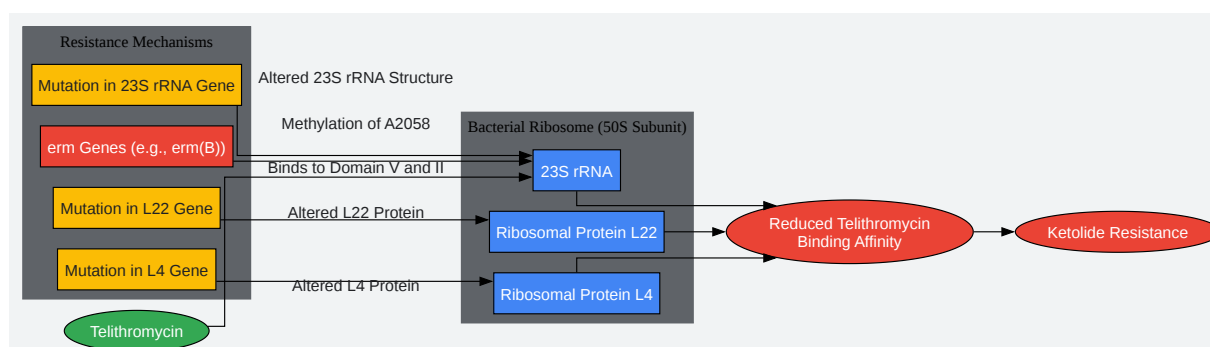 Resistance Mechanisms
Mutation in 23S rRNA Gene
Altered 23S rRNA Structure
erm Genes (e.g., erm(B))
Methylation of A2058
Binds to Domain V and II
Mutation in L22 Gene
Altered L22 Protein
Mutation in L4 Gene
Altered L4 Protein
Telithromycin
Bacterial Ribosome (50S Subunit)
23S rRNA
Ribosomal Protein L22
Ribosomal Protein L4
Reduced Telithromycin
Binding Affinity
Ketolide Resistance